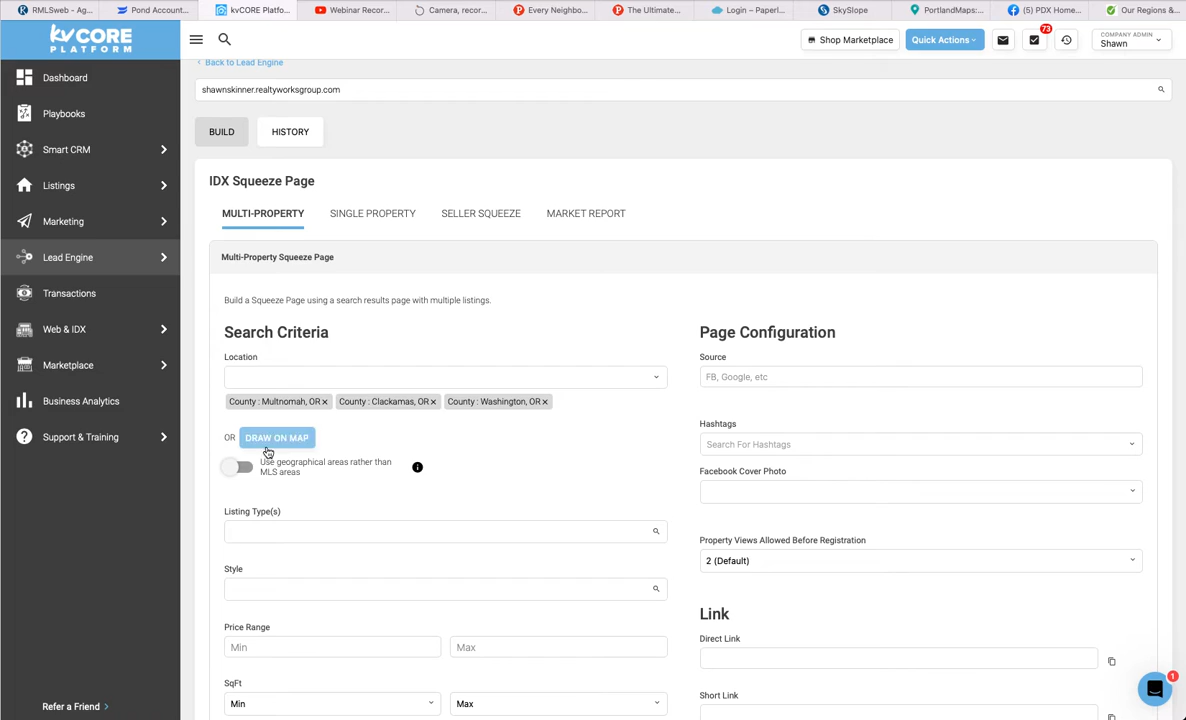 RMLSweb - Ag...
Pond Account...
kvCORE Platfo...
Webinar Recor...
Camera, recor...
Every Neighbo...
The Ultimate...
Login – Paperl...
SkySlope
PortlandMaps:...
(5) PDX Home...
Our Regions &...
kvCORE
PLATFORM
Shop Marketplace
Quick Actions
73
COMPANY ADMIN
Shawn
Dashboard
Playbooks
Smart CRM
Listings
Marketing
Lead Engine
Transactions
Web & IDX
Marketplace
Business Analytics
Support & Training
Refer a Friend
Back to Lead Engine
shawnskinner.realtyworksgroup.com
BUILD
HISTORY
IDX Squeeze Page
MULTI-PROPERTY
SINGLE PROPERTY
SELLER SQUEEZE
MARKET REPORT
Multi-Property Squeeze Page
Build a Squeeze Page using a search results page with multiple listings.
Search Criteria
Location
County : Multnomah, OR ×
County : Clackamas, OR ×
County : Washington, OR ×
OR
DRAW ON MAP
Use geographical areas rather than
MLS areas
Listing Type(s)
Style
Price Range
Min
Max
SqFt
Min
Max
Page Configuration
Source
FB, Google, etc
Hashtags
Search For Hashtags
Facebook Cover Photo
Property Views Allowed Before Registration
2 (Default)
Link
Direct Link
Short Link
1